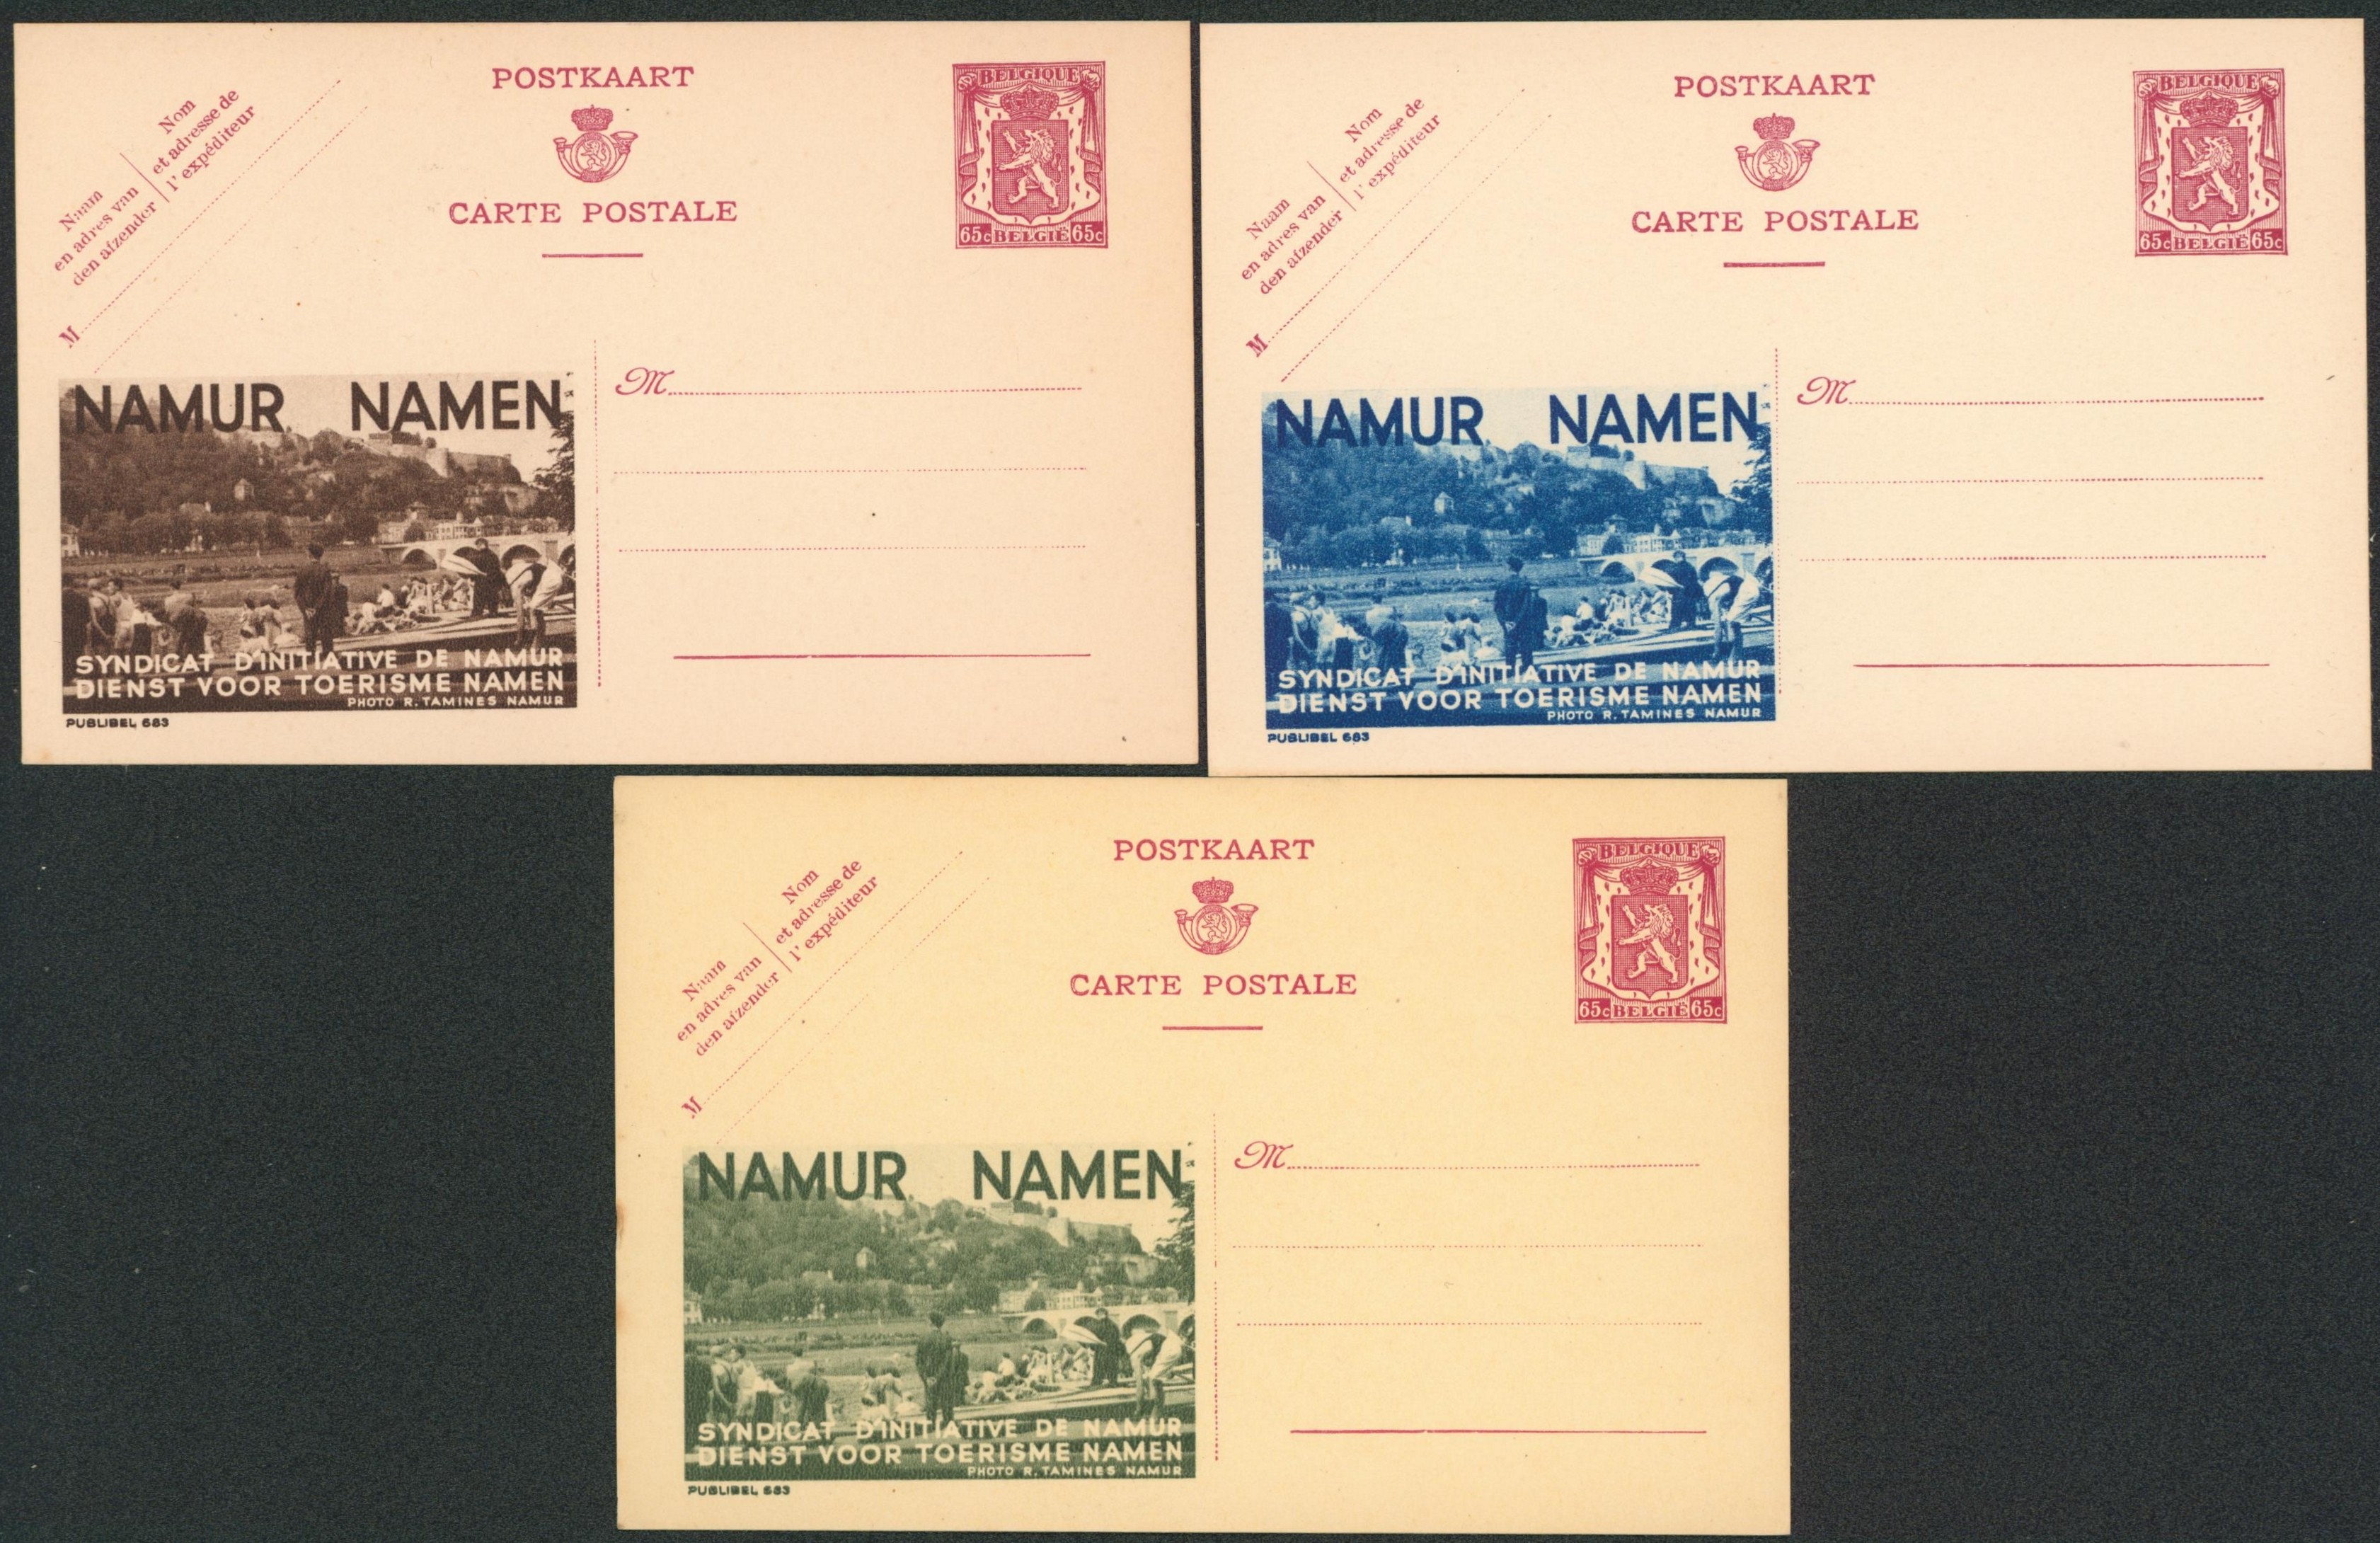 POSTKAART
CARTE POSTALE
Nom
et adresse de
l' expéditeur
Naam
en adres van
den afzender
M
BELGIQUE
65c BELGIË 65c
M
NAMUR NAMEN
SYNDICAT D'INITIATIVE DE NAMUR
DIENST VOOR TOERISME NAMEN
PHOTO R. TAMINES NAMUR
PUBLIBEL 683
POSTKAART
CARTE POSTALE
Nom
et adresse de
l' expéditeur
Naam
en adres van
den afzender
M
BELGIQUE
65c BELGIË 65c
M
NAMUR NAMEN
SYNDICAT D'INITIATIVE DE NAMUR
DIENST VOOR TOERISME NAMEN
PHOTO R. TAMINES NAMUR
PUBLIBEL 683
POSTKAART
CARTE POSTALE
Nom
et adresse de
l' expéditeur
Naam
en adres van
den afzender
M
BELGIQUE
65c BELGIË 65c
M
NAMUR NAMEN
SYNDICAT D'INITIATIVE DE NAMUR
DIENST VOOR TOERISME NAMEN
PHOTO R. TAMINES NAMUR
PUBLIBEL 683